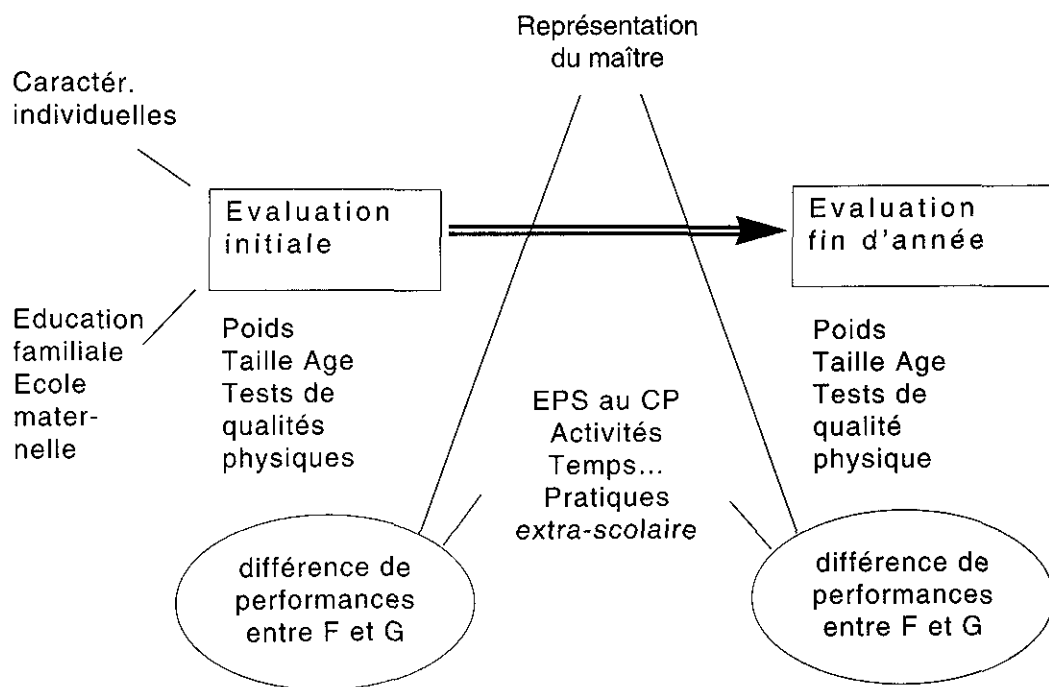 Représentation
du maître
Caractér.
individuelles
Evaluation
initiale
Evaluation
fin d'année
Education
familiale
Ecole
mater-
nelle
Poids
Taille Age
Tests de
qualités
physiques
EPS au CP
Activités
Temps...
Pratiques
extra-scolaire
Poids
Taille Age
Tests de
qualité
physique
différence de
performances
entre F et G
différence de
performances
entre F et G